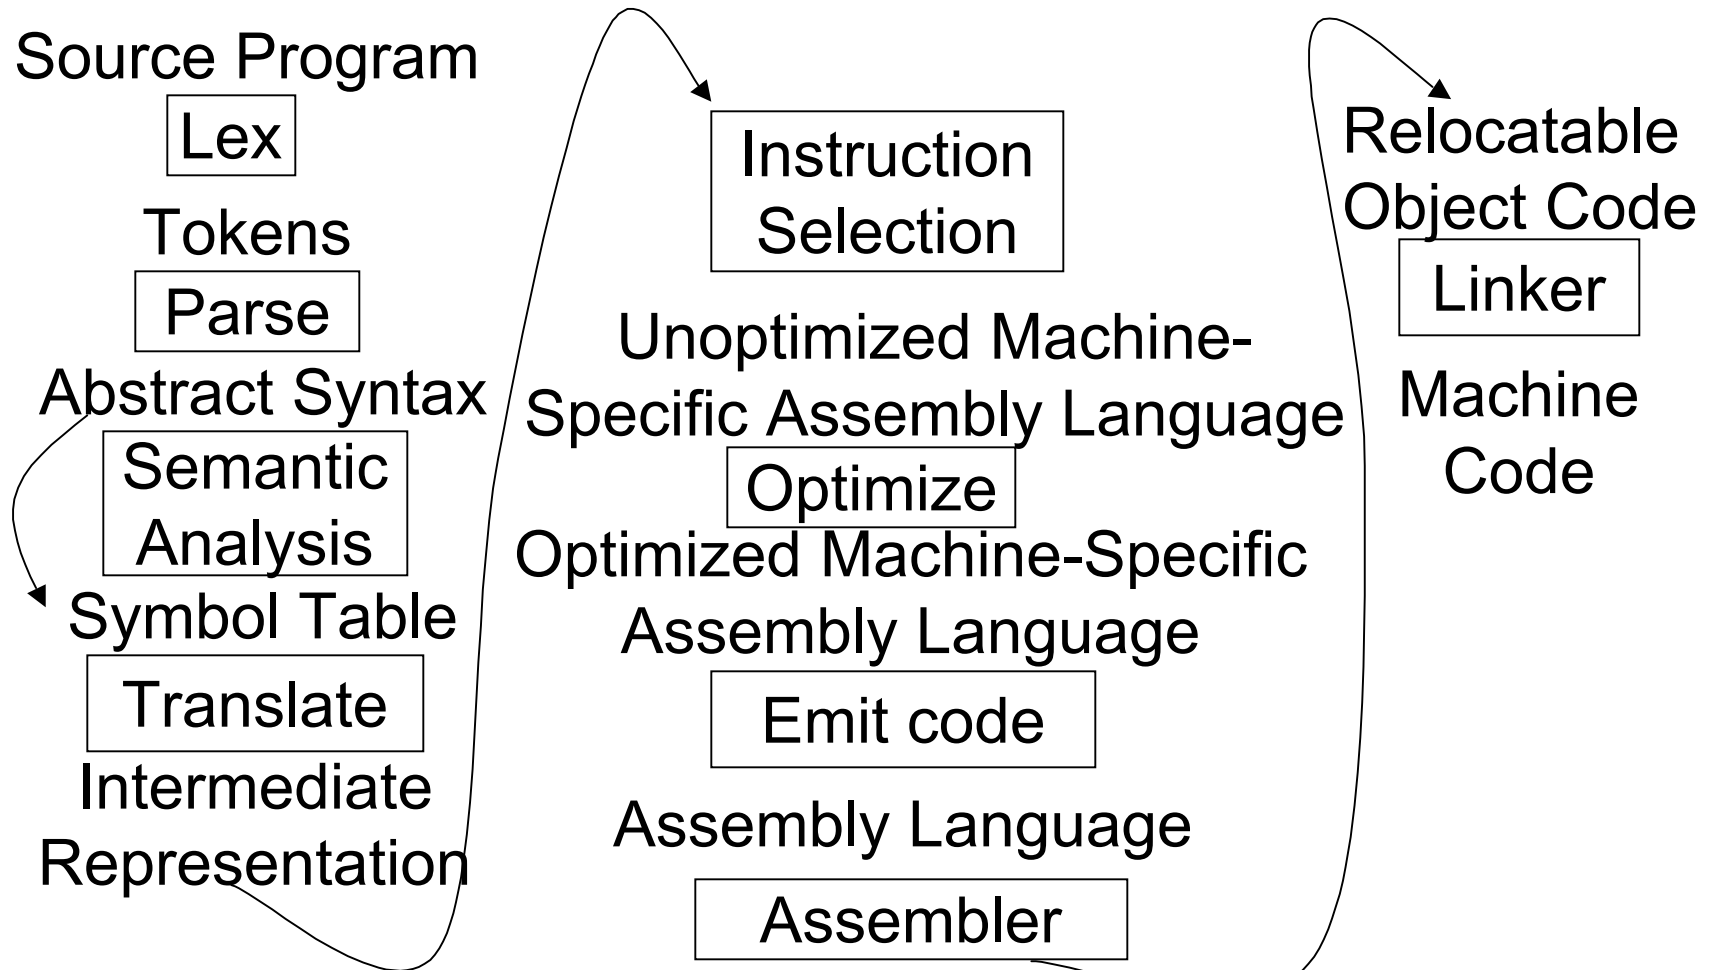 Source Program
Lex
Tokens
Parse
Abstract Syntax
Semantic
Analysis
Symbol Table
Translate
Intermediate
Representation
Instruction
Selection
Unoptimized Machine-
Specific Assembly Language
Optimize
Optimized Machine-Specific
Assembly Language
Emit code
Assembly Language
Assembler
Relocatable
Object Code
Linker
Machine
Code